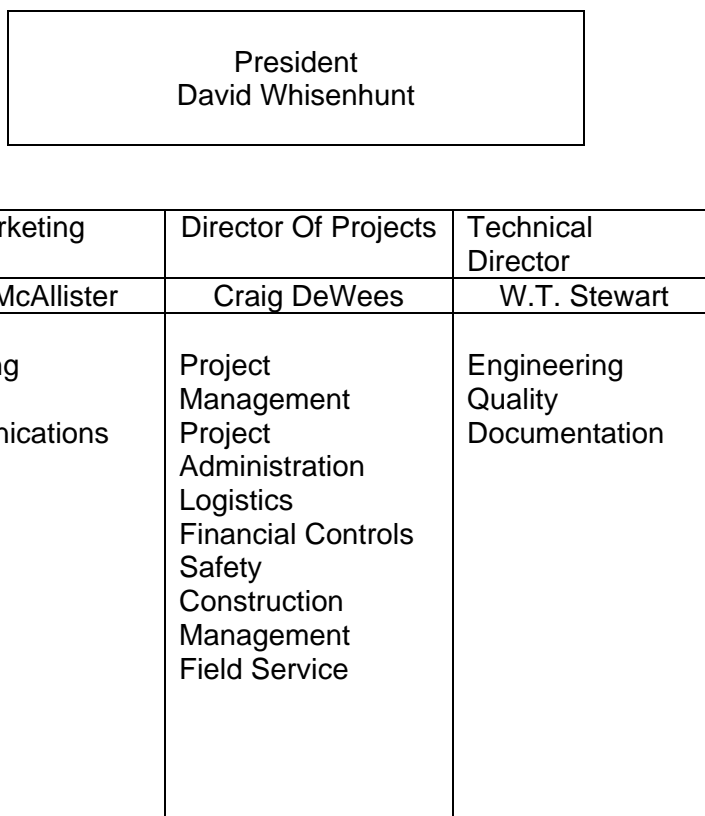 President
David Whisenhunt
rketing
McAllister
ng
nications
Director Of Projects
Craig DeWees
Project
Management
Project
Administration
Logistics
Financial Controls
Safety
Construction
Management
Field Service
Technical
Director
W.T. Stewart
Engineering
Quality
Documentation